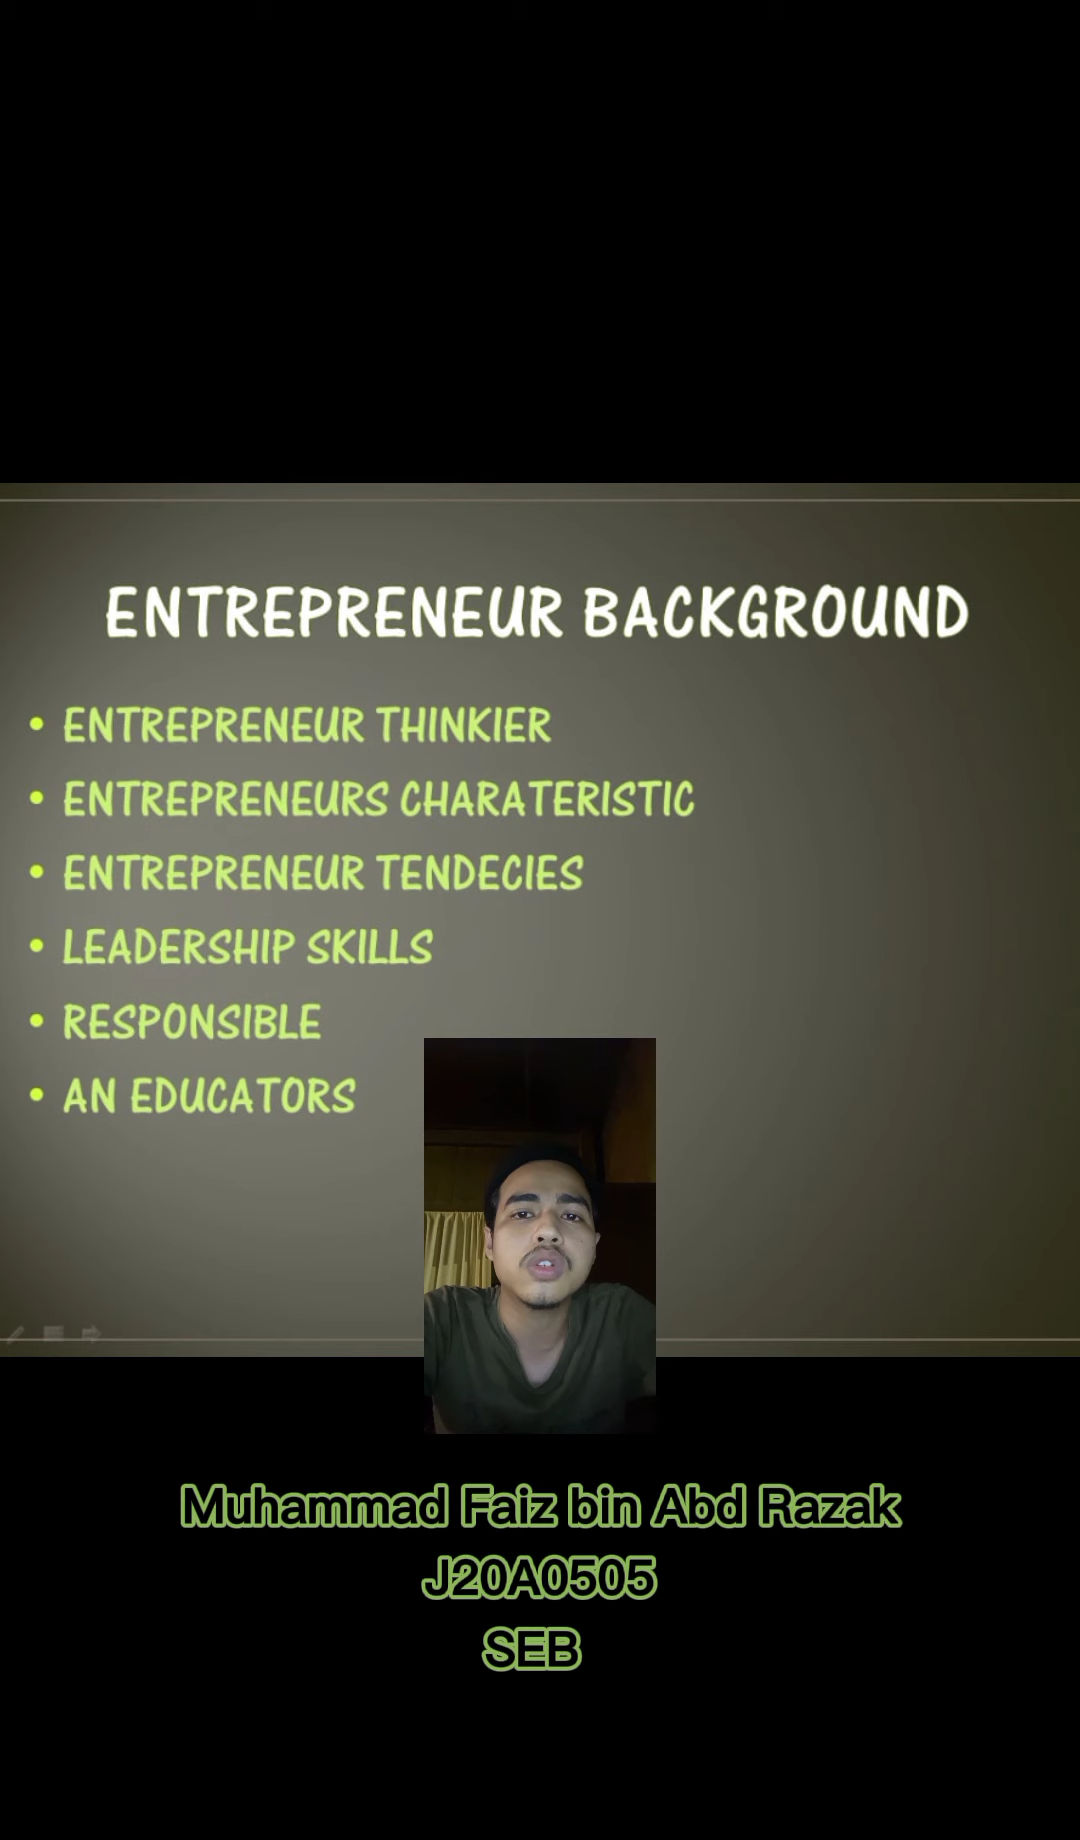 ENTREPRENEUR BACKGROUND
• ENTREPRENEUR THINKIER
• ENTREPRENEURS CHARATERISTIC
• ENTREPRENEUR TENDECIES
• LEADERSHIP SKILLS
• RESPONSIBLE
• AN EDUCATORS
Muhammad Faiz bin Abd Razak
J20A0505
SEB